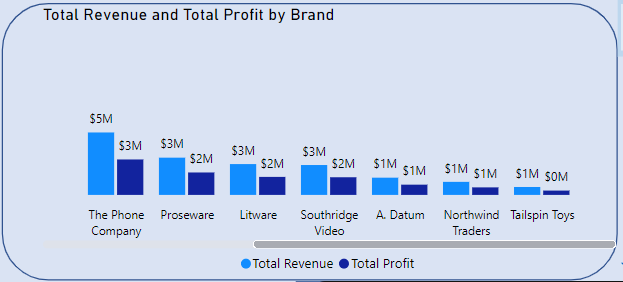 Total Revenue and Total Profit by Brand
$5M
$3M
$3M
$2M
$3M
$2M
$3M
$2M
$1M
$1M
$1M
$1M
$1M
$0M
The Phone
Company
Proseware
Litware
Southridge
Video
A. Datum
Northwind
Traders
Tailspin Toys
Total Revenue
Total Profit